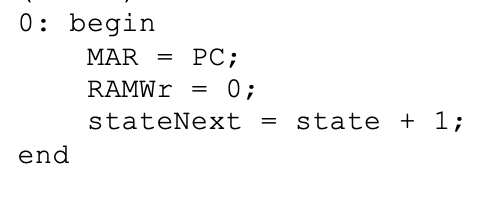 0: begin
MAR = PC;
RAMWr = 0;
stateNext = state + 1;
end